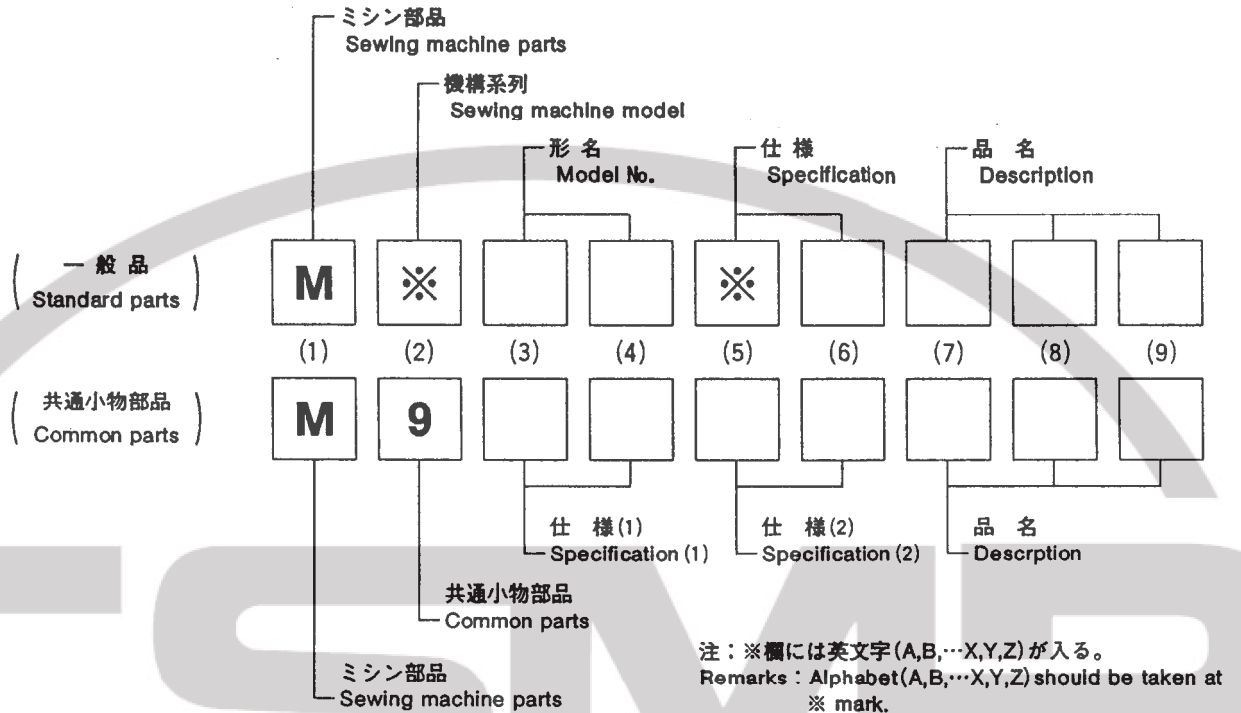 ミシン部品
Sewing machine parts
機構系列
Sewing machine model
形 名
Model No.
仕 様
Specification
品 名
Description
( 一 般 品 )
Standard parts
M ※ ※
(1) (2) (3) (4) (5) (6) (7) (8) (9)
( 共通小物部品 )
Common parts
M 9
仕 様(1)
Specification (1)
仕 様(2)
Specification (2)
品 名
Descrption
共通小物部品
Common parts
ミシン部品
Sewing machine parts
注：※欄には英文字(A,B,…X,Y,Z)が入る。
Remarks : Alphabet(A,B,…X,Y,Z)should be taken at
※ mark.